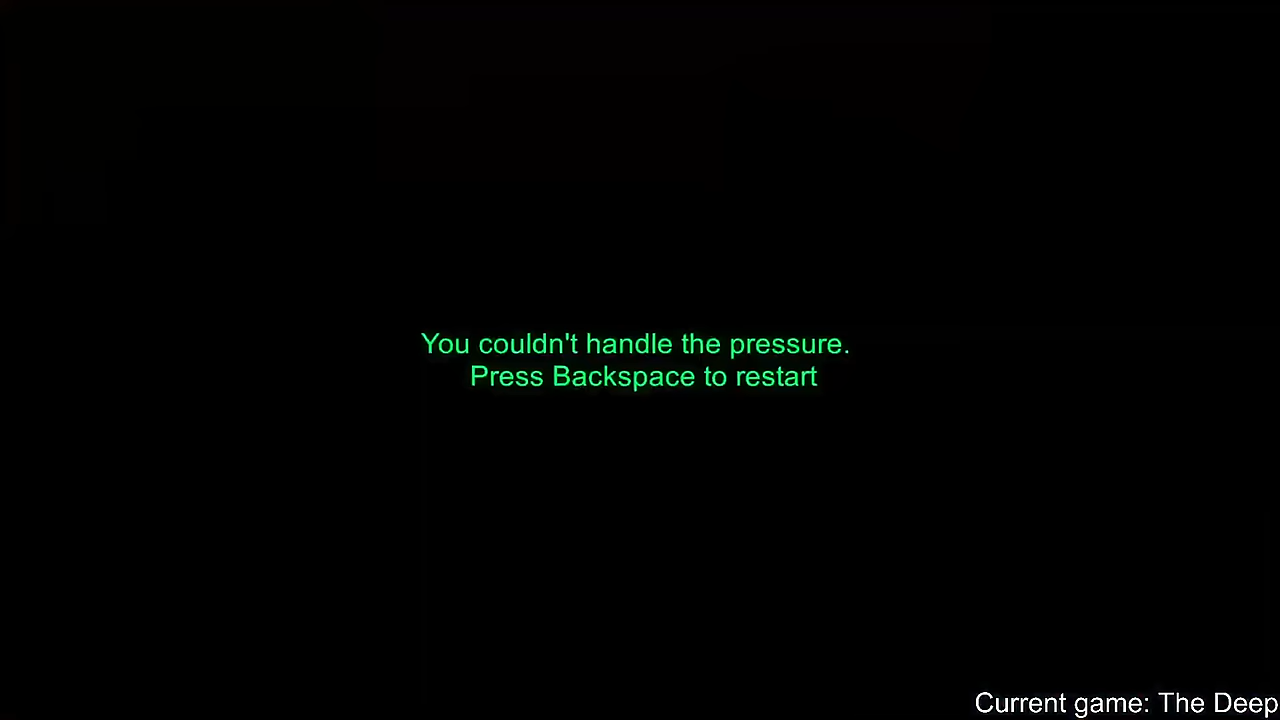 You couldn't handle the pressure.
Press Backspace to restart
Current game: The Deep